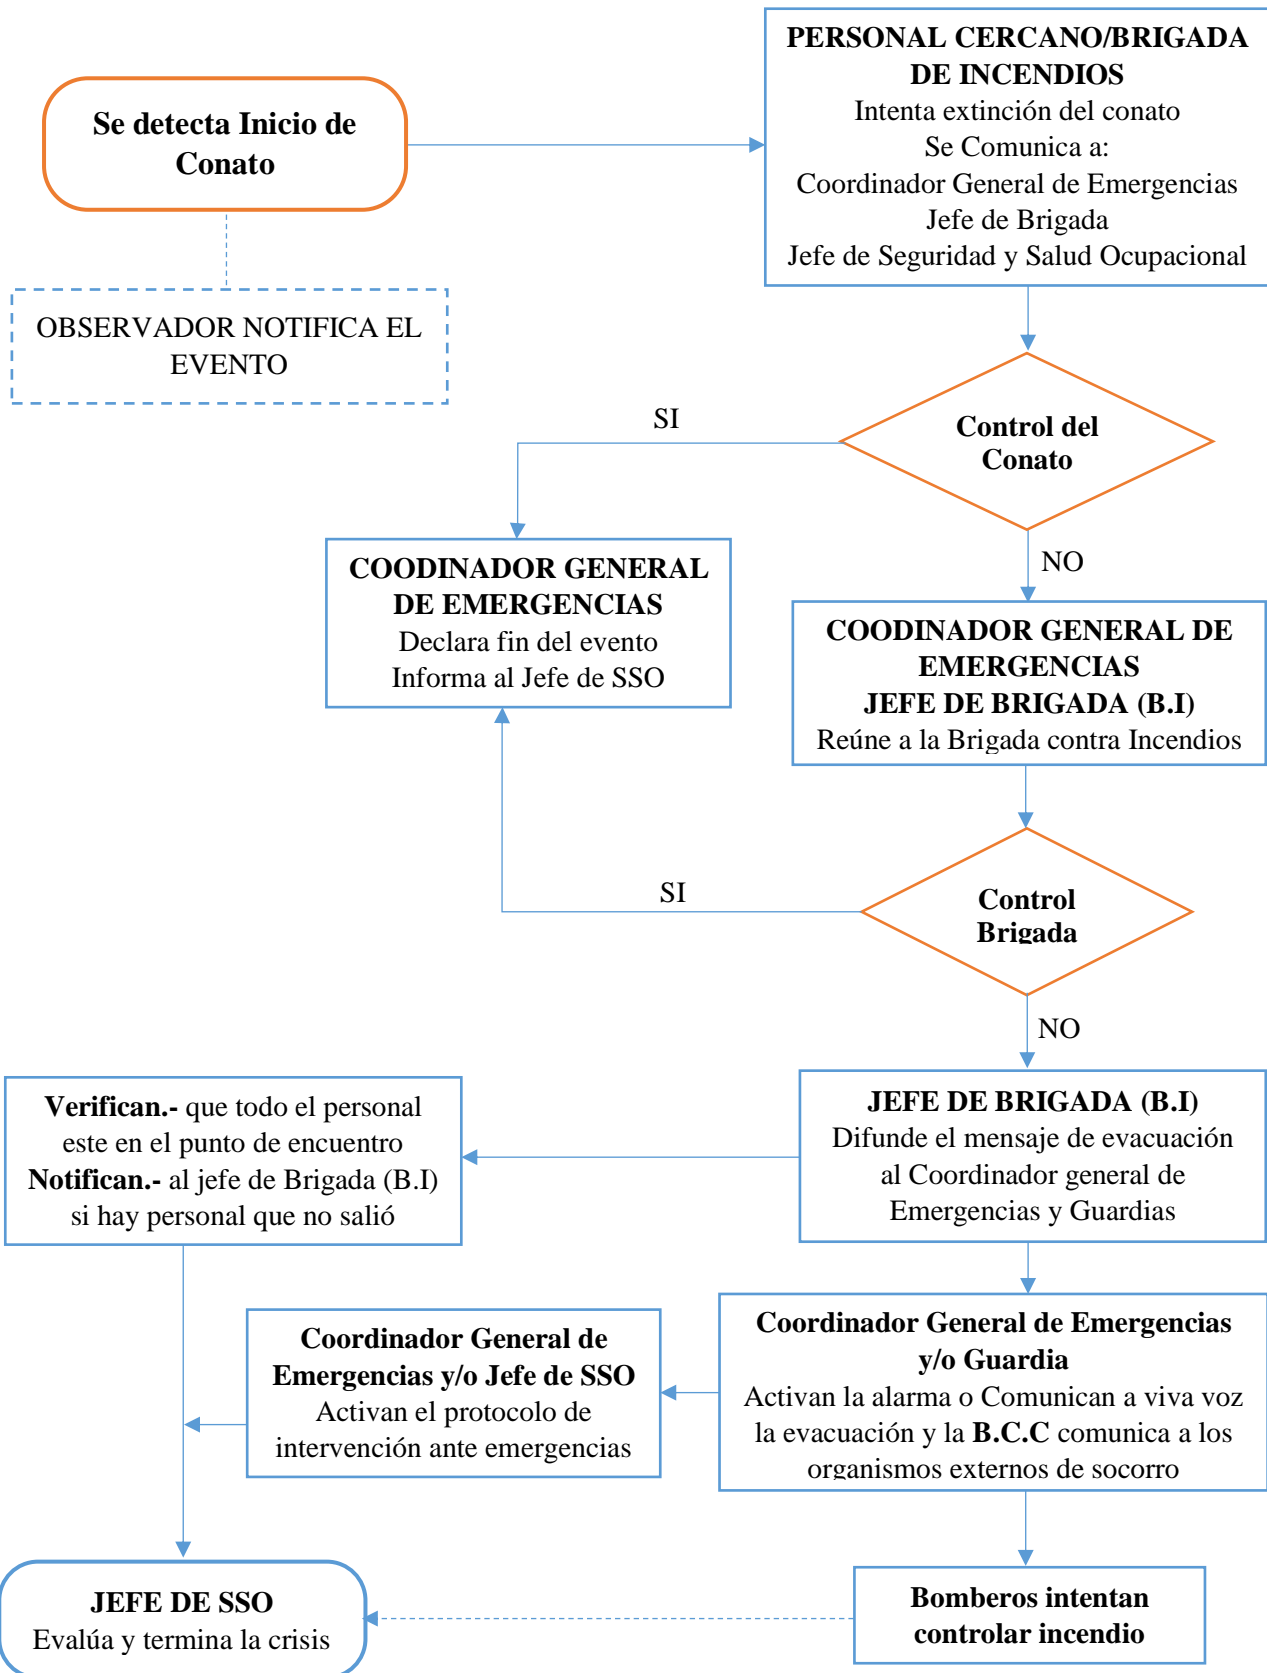 PERSONAL CERCANO/BRIGADA
DE INCENDIOS
Intenta extinción del conato
Se Comunica a:
Coordinador General de Emergencias
Jefe de Brigada
Jefe de Seguridad y Salud Ocupacional
Se detecta Inicio de
Conato
OBSERVADOR NOTIFICA EL
EVENTO
Control del
Conato
SI
NO
COODINADOR GENERAL
DE EMERGENCIAS
Declara fin del evento
Informa al Jefe de SSO
COODINADOR GENERAL DE
EMERGENCIAS
JEFE DE BRIGADA (B.I)
Reúne a la Brigada contra Incendios
Control
Brigada
SI
NO
JEFE DE BRIGADA (B.I)
Difunde el mensaje de evacuación
al Coordinador general de
Emergencias y Guardias
Verifican.- que todo el personal
este en el punto de encuentro
Notifican.- al jefe de Brigada (B.I)
si hay personal que no salió
Coordinador General de Emergencias
y/o Guardia
Activan la alarma o Comunican a viva voz
la evacuación y la B.C.C comunica a los
organismos externos de socorro
Coordinador General de
Emergencias y/o Jefe de SSO
Activan el protocolo de
intervención ante emergencias
Bomberos intentan
controlar incendio
JEFE DE SSO
Evalúa y termina la crisis